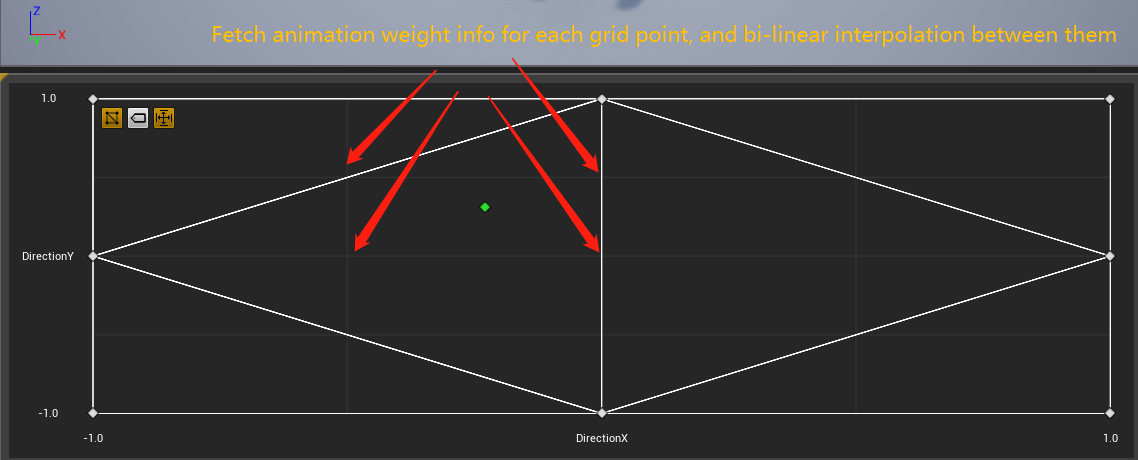 Z
X
Fetch animation weight info for each grid point, and bi-linear interpolation between them
1.0
DirectionY
-1.0
-1.0
DirectionX
1.0